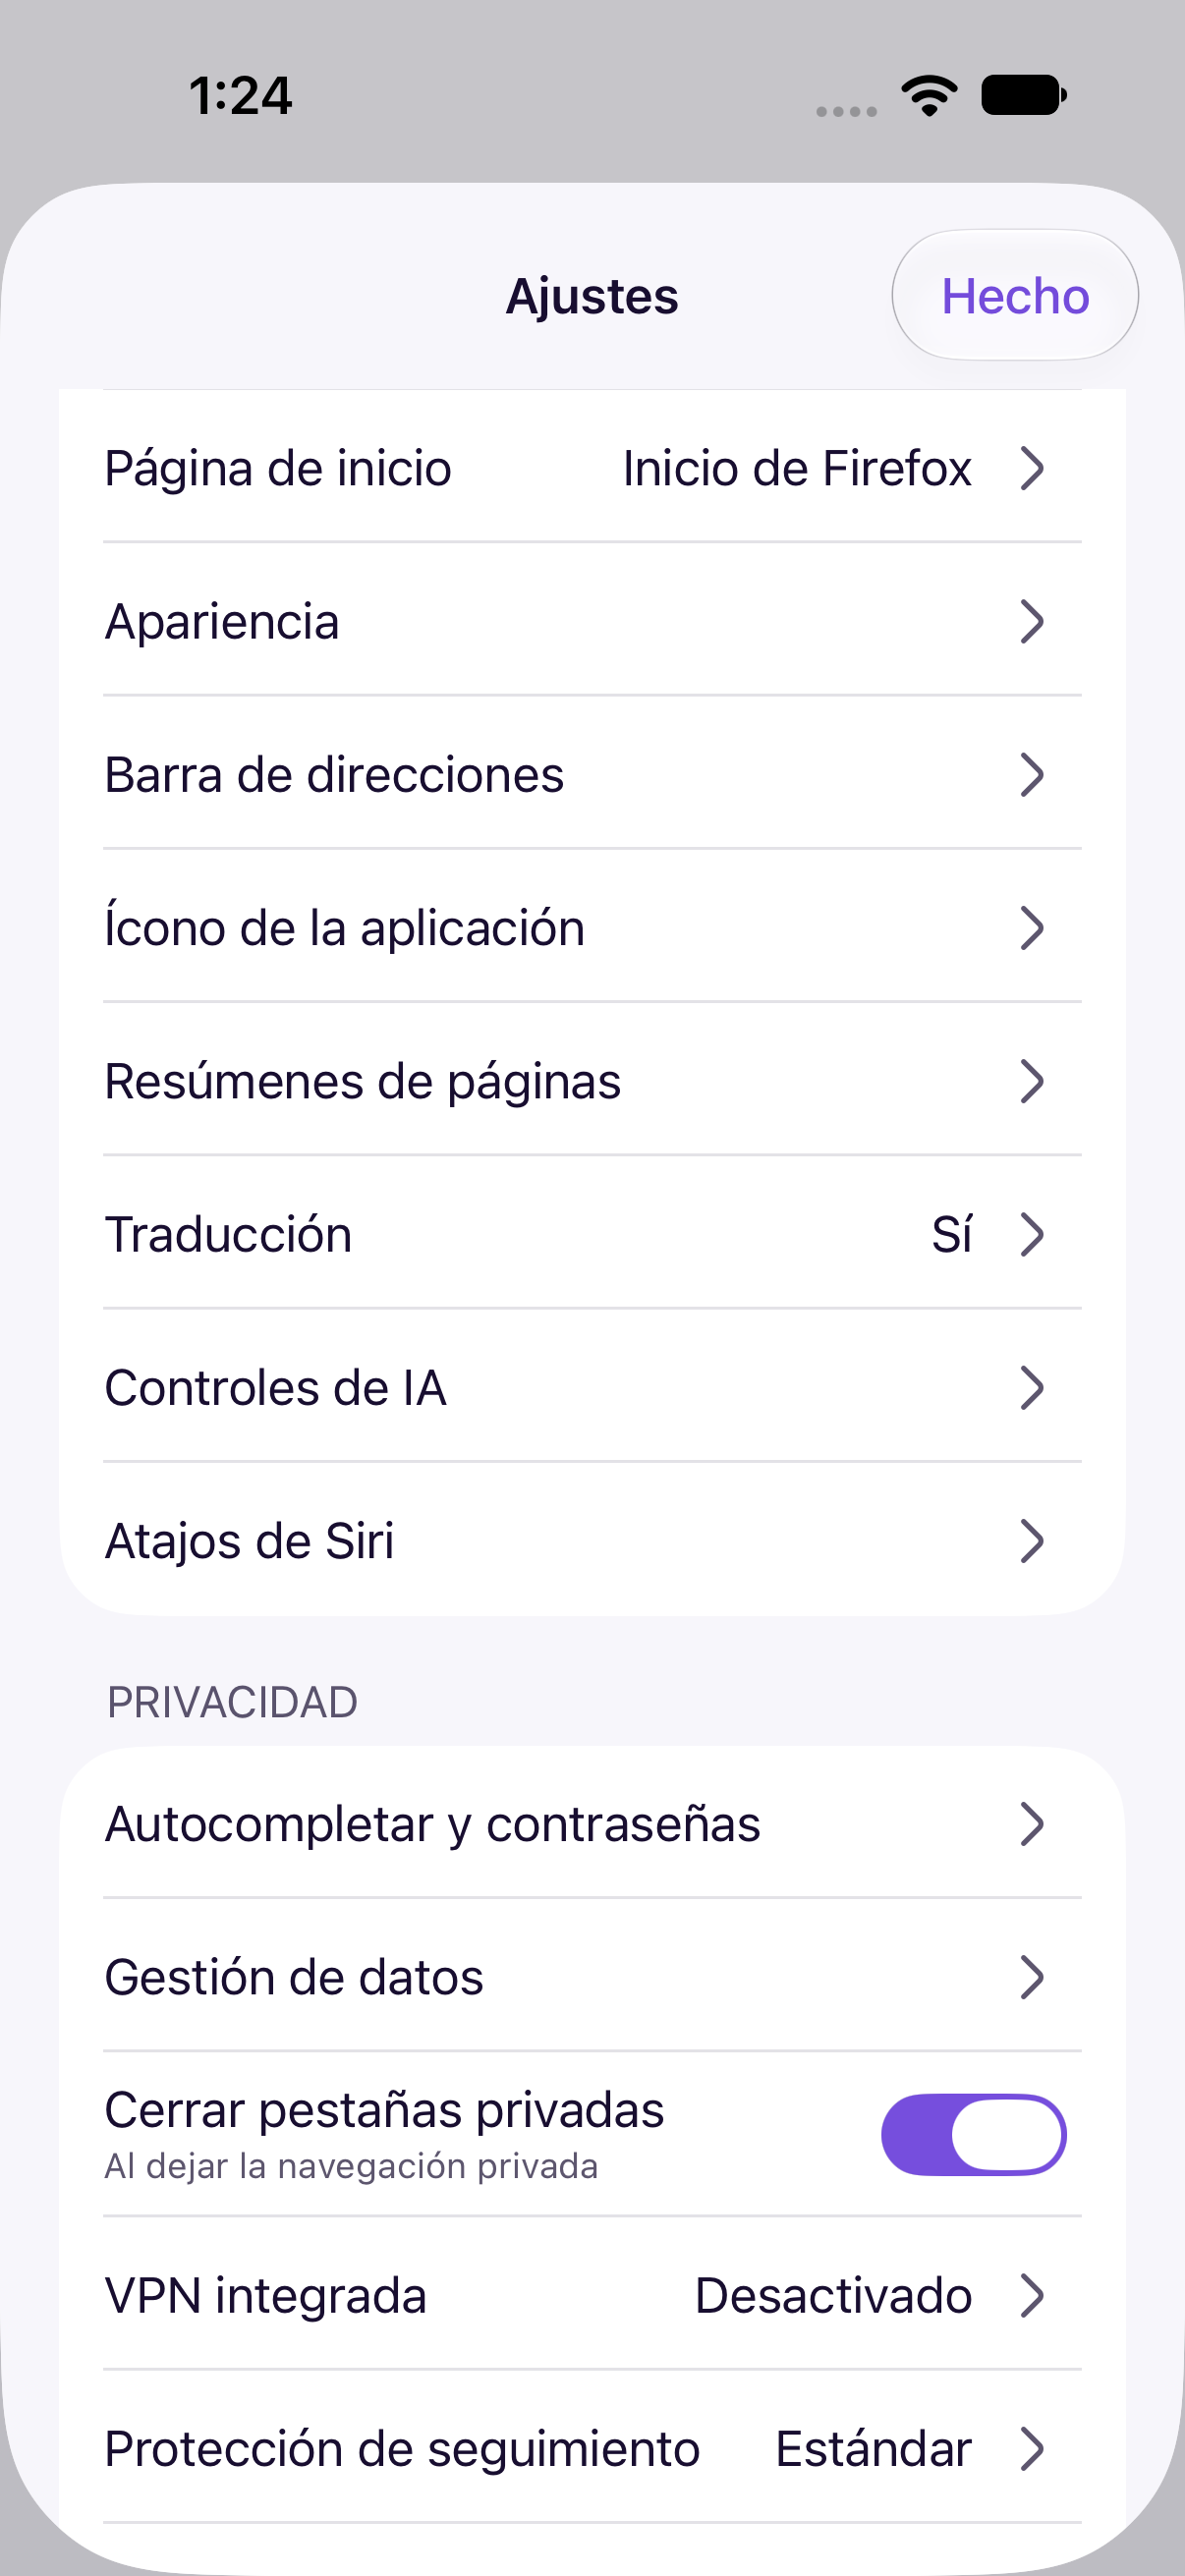 1:24
Ajustes
Hecho
Página de inicio Inicio de Firefox
Apariencia
Barra de direcciones
Ícono de la aplicación
Resúmenes de páginas
Traducción Sí
Controles de IA
Atajos de Siri
PRIVACIDAD
Autocompletar y contraseñas
Gestión de datos
Cerrar pestañas privadas
Al dejar la navegación privada
VPN integrada Desactivado
Protección de seguimiento Estándar